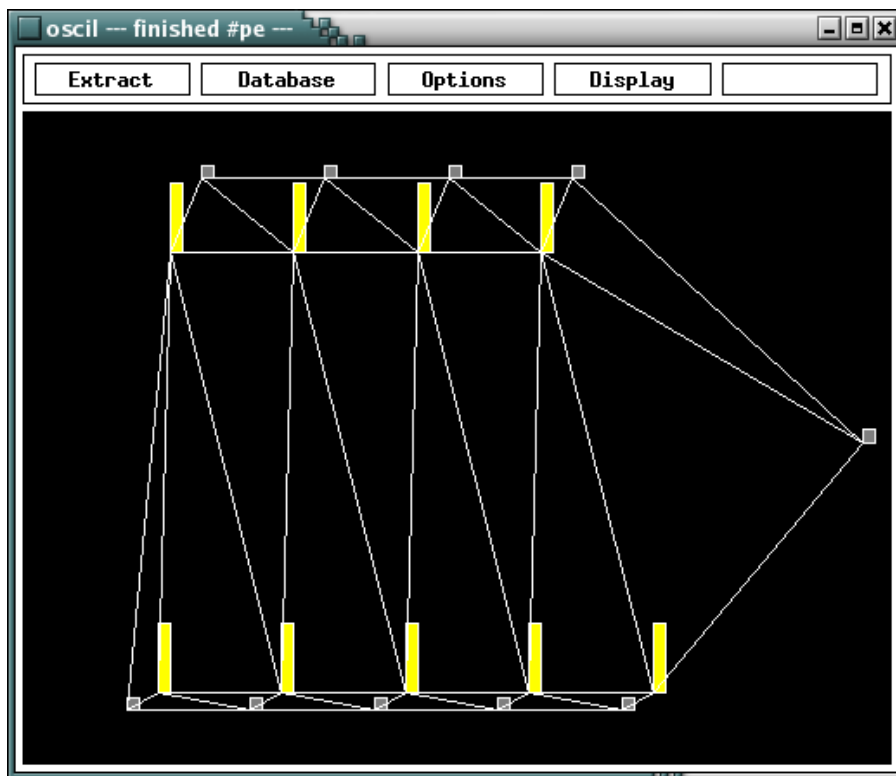 oscil --- finished #pe ---
Extract Database Options Display